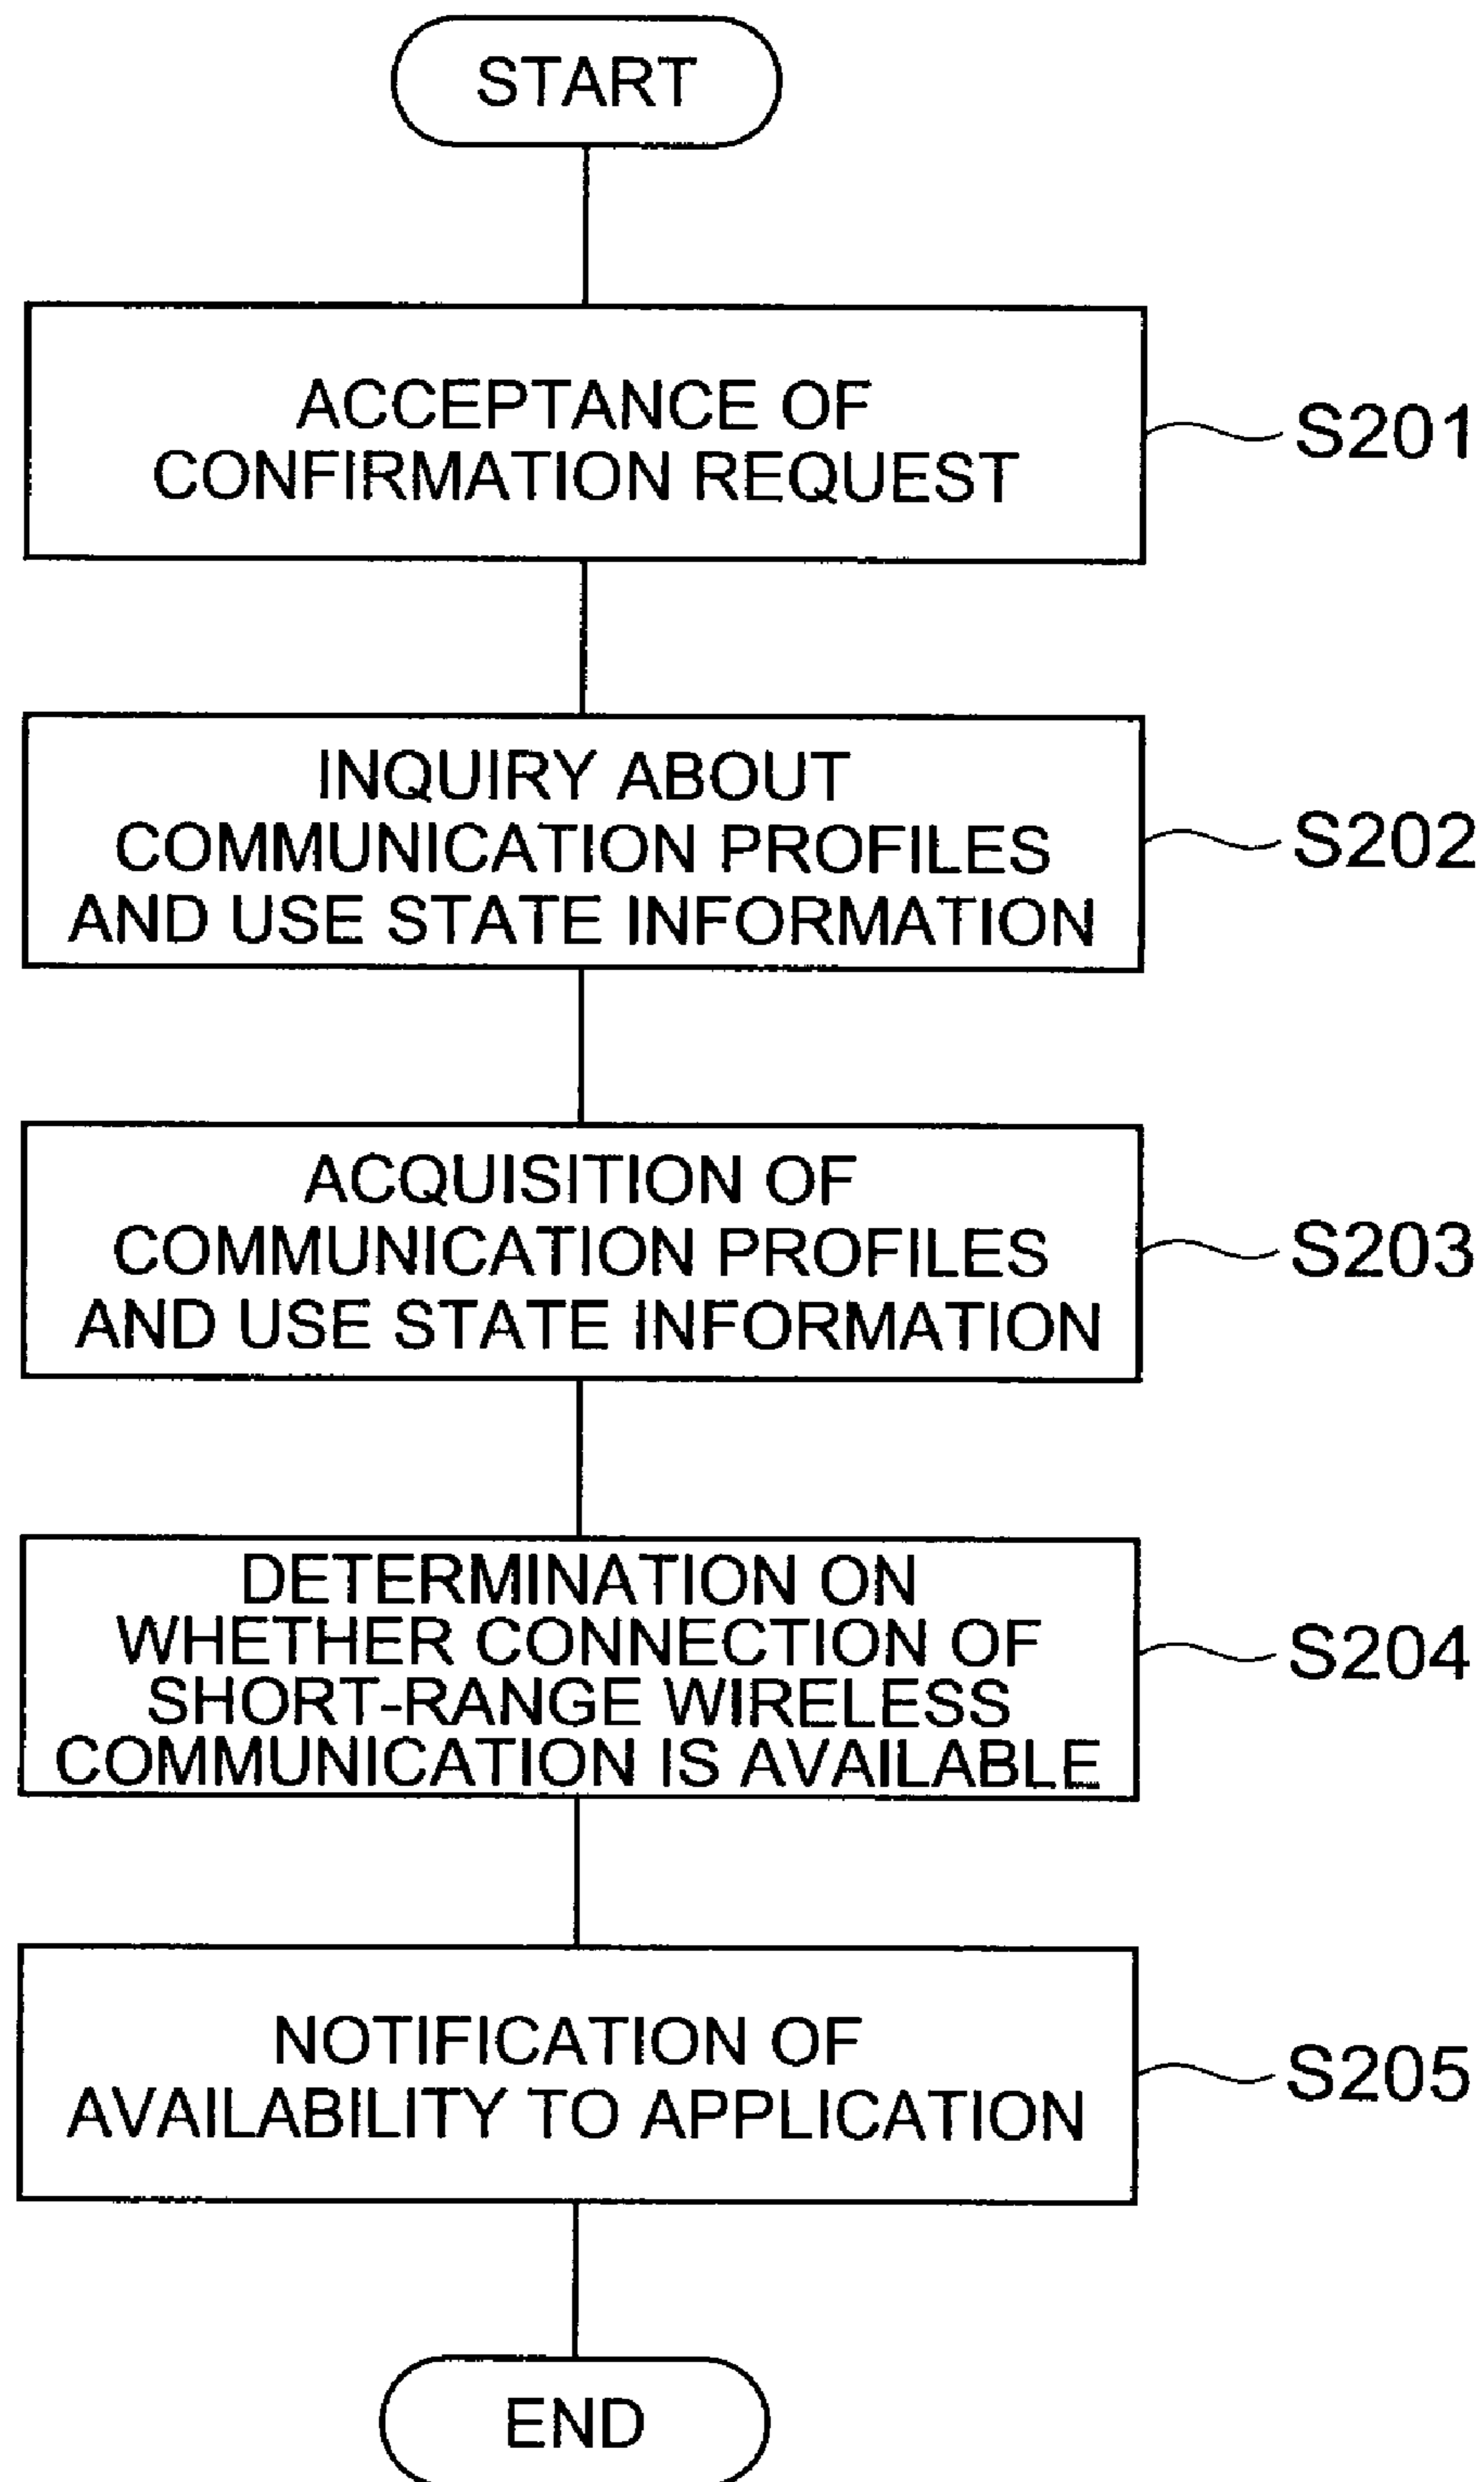 START
ACCEPTANCE OF
CONFIRMATION REQUEST
S201
INQUIRY ABOUT
COMMUNICATION PROFILES
AND USE STATE INFORMATION
S202
ACQUISITION OF
COMMUNICATION PROFILES
AND USE STATE INFORMATION
S203
DETERMINATION ON
WHETHER CONNECTION OF
SHORT-RANGE WIRELESS
COMMUNICATION IS AVAILABLE
S204
NOTIFICATION OF
AVAILABILITY TO APPLICATION
S205
END